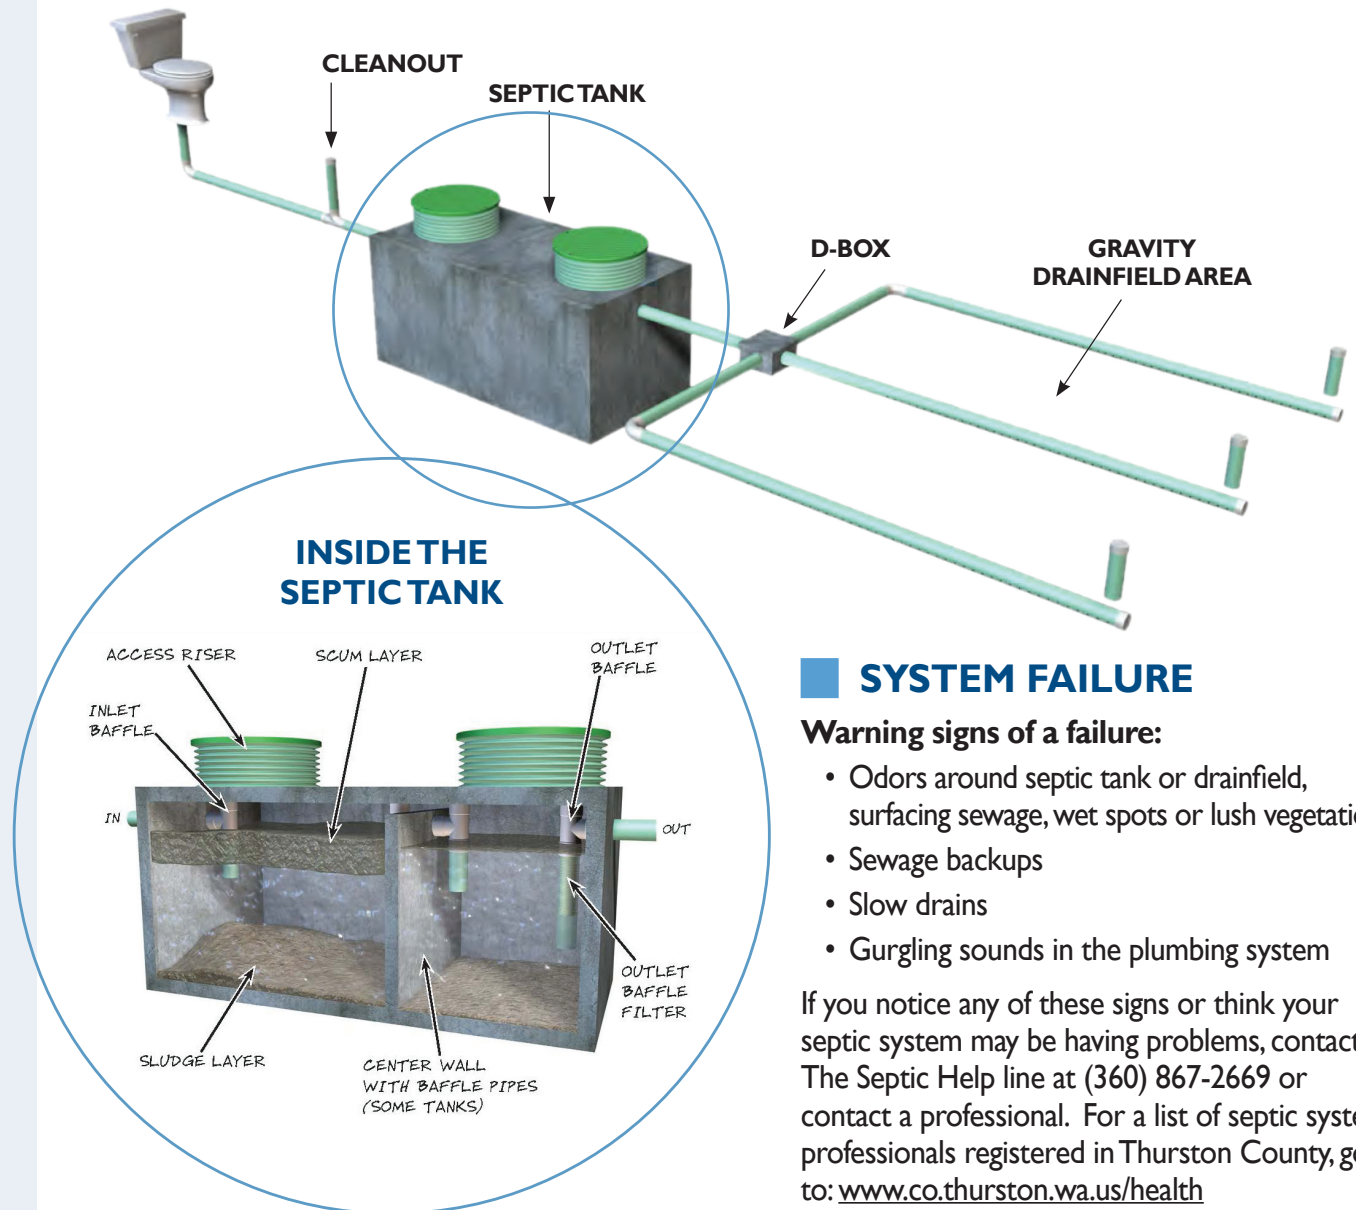 CLEANOUT
SEPTIC TANK
D-BOX
GRAVITY
DRAINFIELD AREA
INSIDE THE
SEPTIC TANK
ACCESS RISER
SCUM LAYER
OUTLET
BAFFLE
INLET
BAFFLE
IN
OUT
OUTLET
BAFFLE
FILTER
SLUDGE LAYER
CENTER WALL
WITH BAFFLE PIPES
(SOME TANKS)
SYSTEM FAILURE
Warning signs of a failure:
• Odors around septic tank or drainfield,
surfacing sewage, wet spots or lush vegetati
• Sewage backups
• Slow drains
• Gurgling sounds in the plumbing system
If you notice any of these signs or think your
septic system may be having problems, contact
The Septic Help line at (360) 867-2669 or
contact a professional. For a list of septic syste
professionals registered in Thurston County, g
to: www.co.thurston.wa.us/health